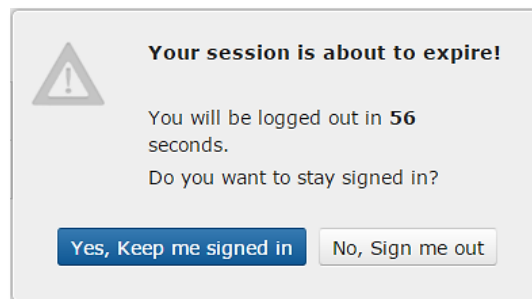 Your session is about to expire!
You will be logged out in 56
seconds.
Do you want to stay signed in?
Yes, Keep me signed in
No, Sign me out